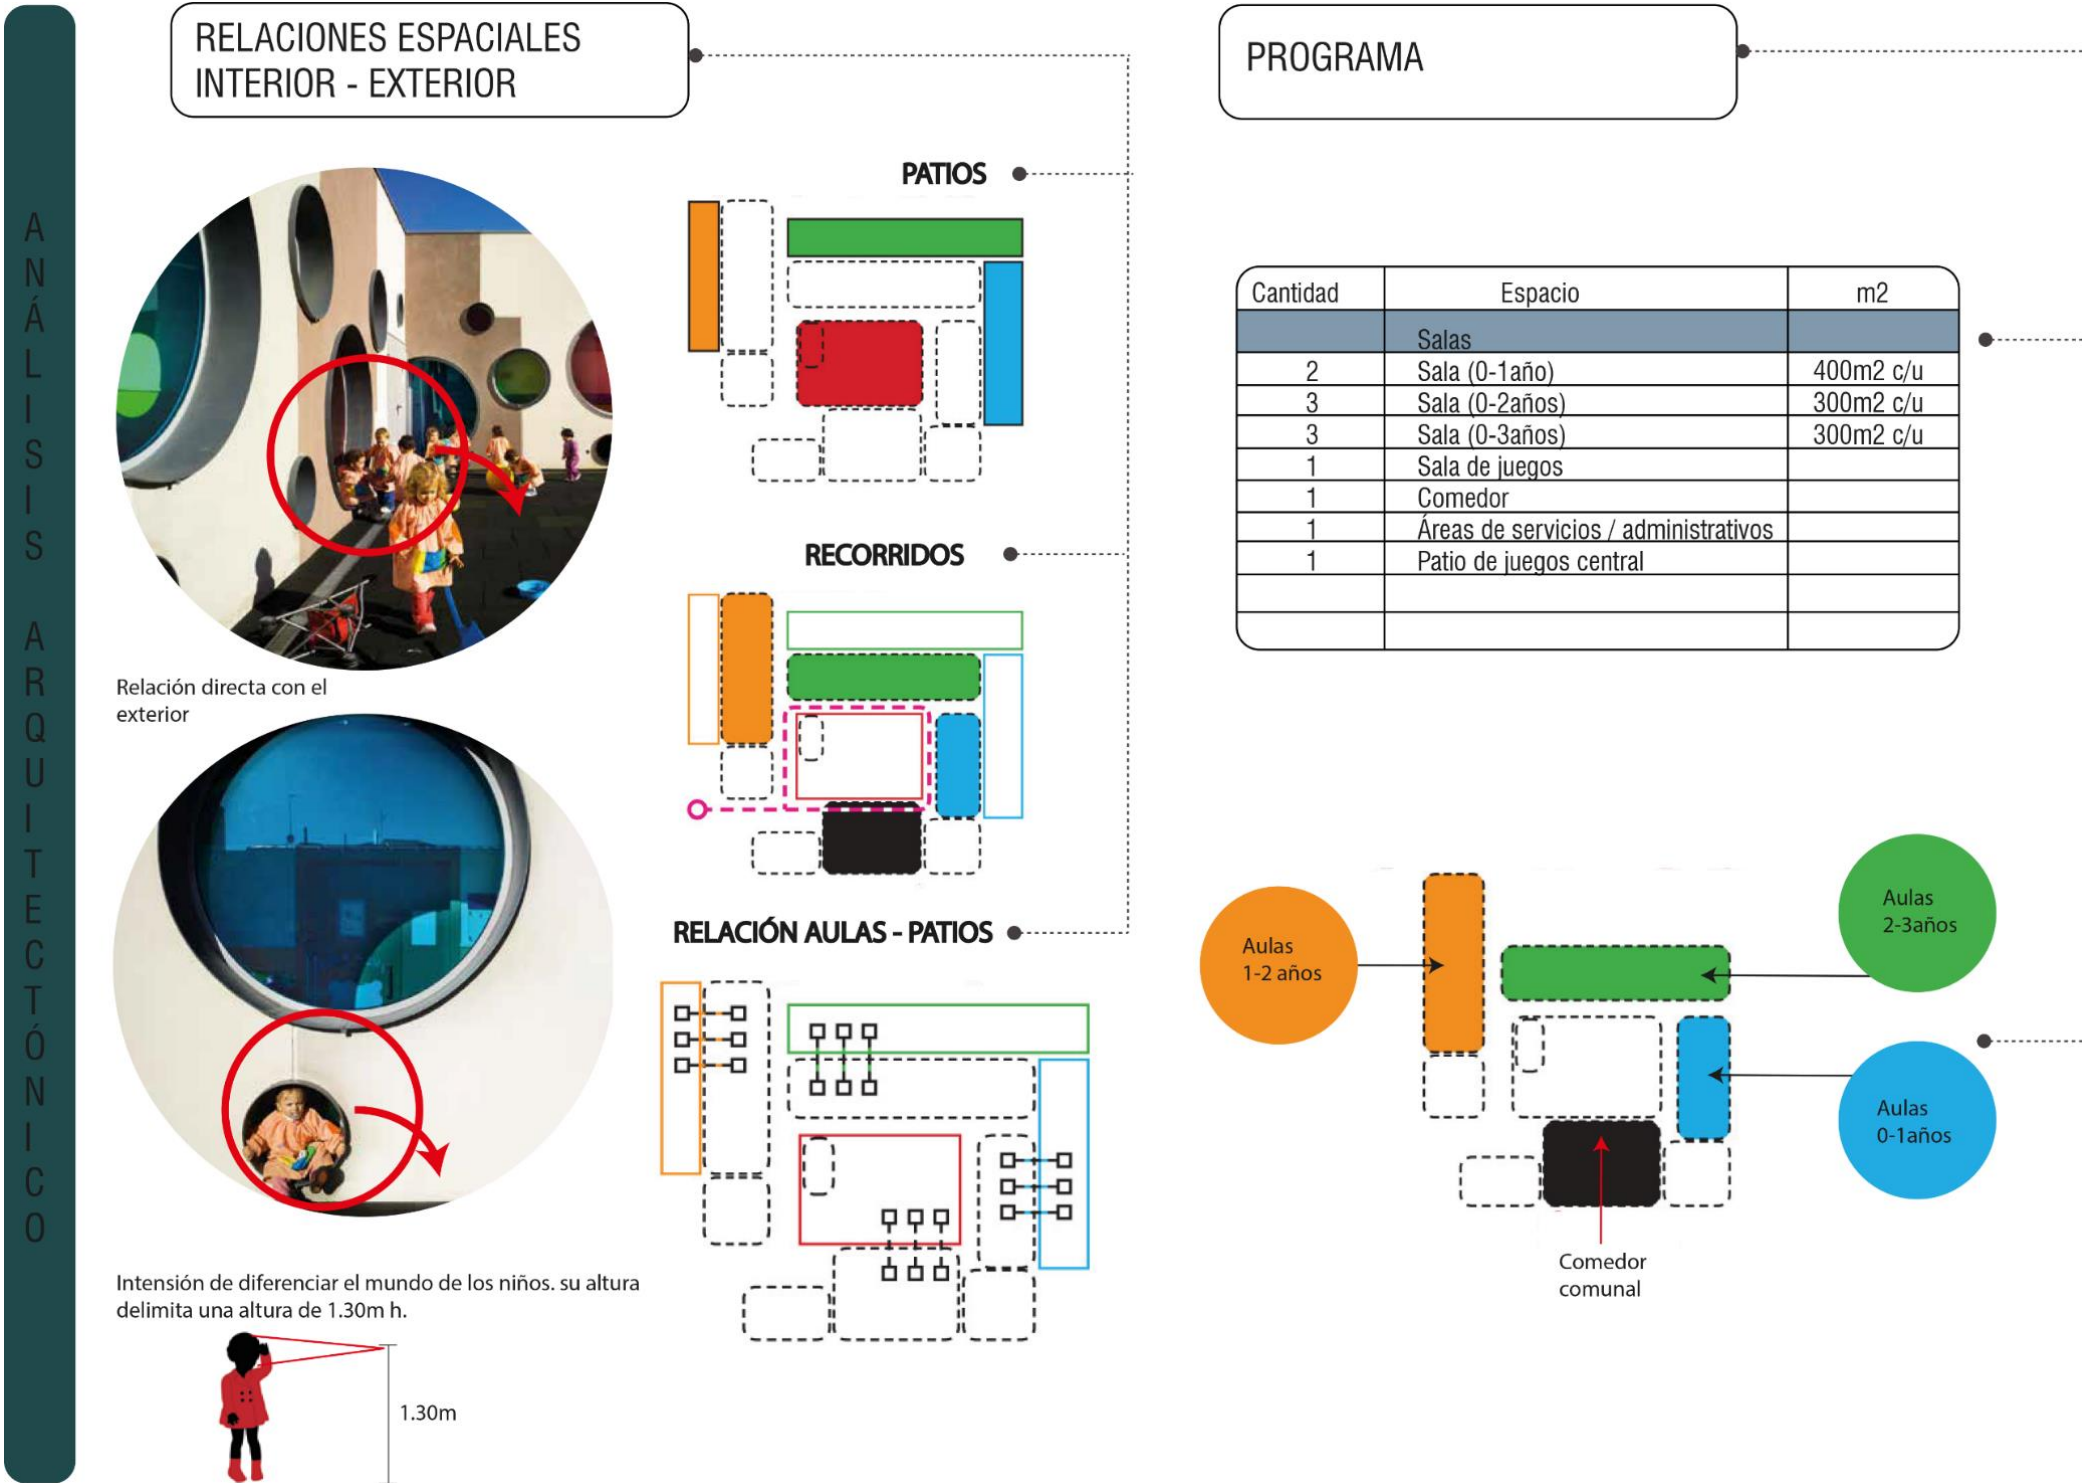 ANÁLISIS ARQUITECTÓNICO
RELACIONES ESPACIALES
INTERIOR - EXTERIOR
PATIOS
RECORRIDOS
Relación directa con el
exterior
RELACIÓN AULAS - PATIOS
Intensión de diferenciar el mundo de los niños. su altura
delimita una altura de 1.30m h.
1.30m
PROGRAMA
Cantidad Espacio m2
Salas
2 Sala (0-1año) 400m2 c/u
3 Sala (0-2años) 300m2 c/u
3 Sala (0-3años) 300m2 c/u
1 Sala de juegos
1 Comedor
1 Áreas de servicios / administrativos
1 Patio de juegos central
Aulas
1-2 años
Aulas
2-3años
Aulas
0-1años
Comedor
comunal